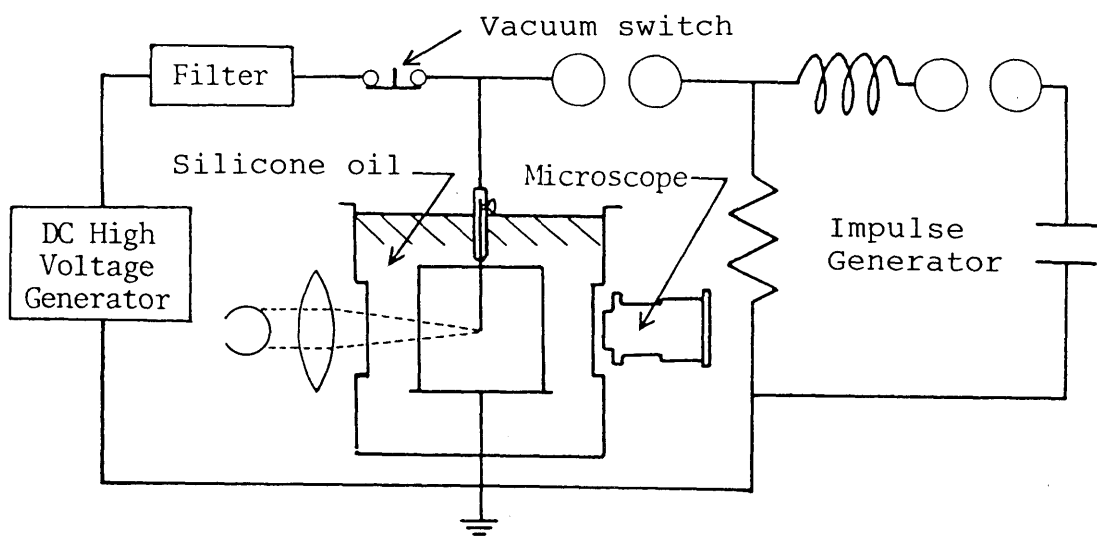 Vacuum switch
Filter
Silicone oil
Microscope
DC High
Voltage
Generator
Impulse
Generator